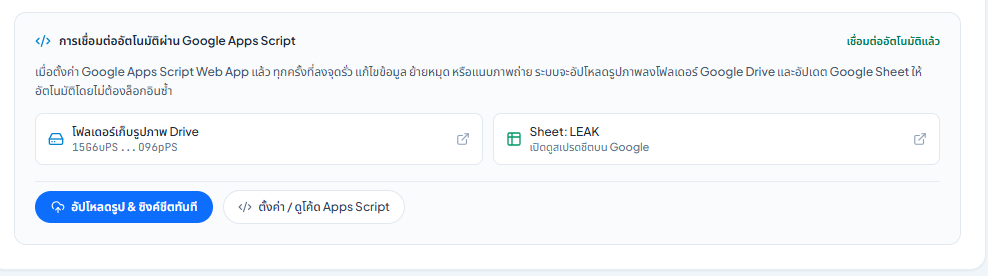 การเชื่อมต่ออัตโนมัติผ่าน Google Apps Script
เชื่อมต่ออัตโนมัติแล้ว
เมื่อตั้งค่า Google Apps Script Web App แล้ว ทุกครั้งที่ลงจุดรั่ว แก้ไขข้อมูล ย้ายหมุด หรือแนบภาพถ่าย ระบบจะอัปโหลดรูปภาพลงโฟลเดอร์ Google Drive และอัปเดต Google Sheet ให้
อัตโนมัติโดยไม่ต้องล็อกอินซ้ำ
โฟลเดอร์เก็บรูปภาพ Drive
15G6uPS...O96pPS
Sheet: LEAK
เปิดดูสเปรดชีตบน Google
อัปโหลดรูป & ซิงค์ชีตทันที
ตั้งค่า / ดูโค้ด Apps Script